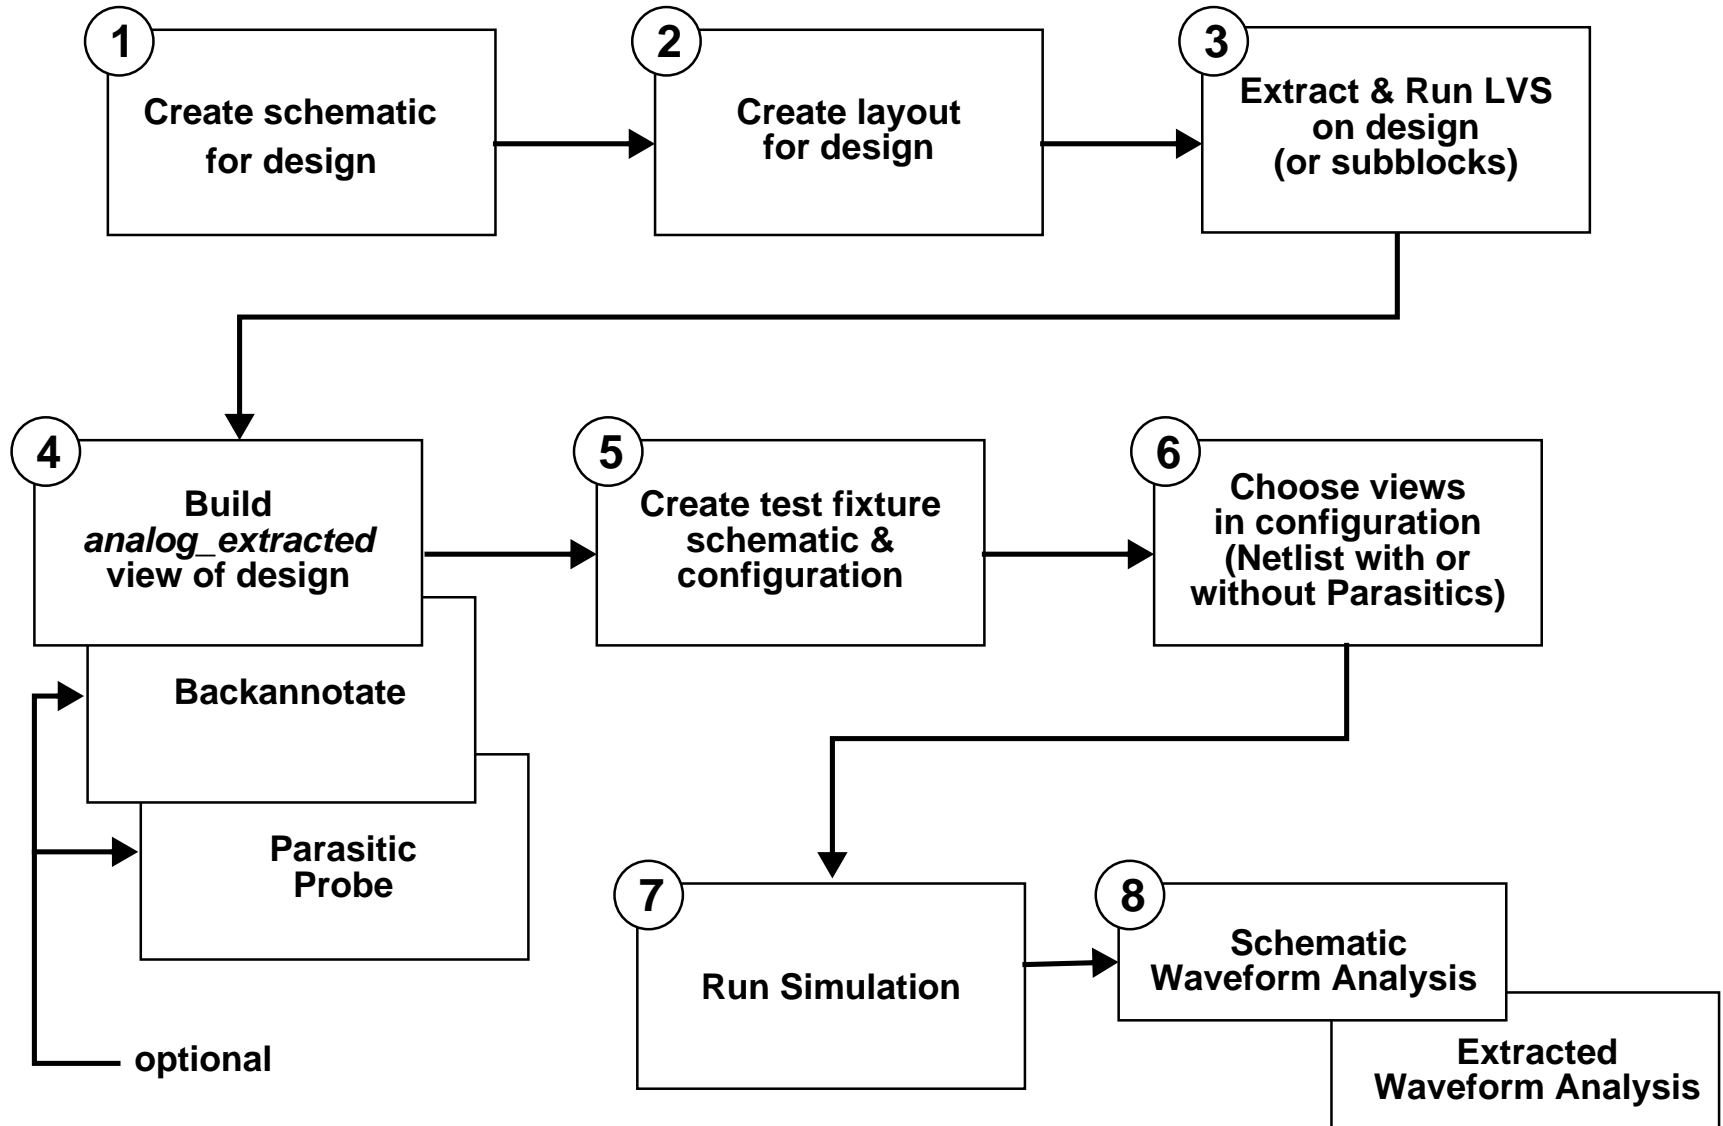 1
Create schematic
for design
2
Create layout
for design
3
Extract & Run LVS
on design
(or subblocks)
4
Build
analog_extracted
view of design
Backannotate
Parasitic
Probe
optional
5
Create test fixture
schematic &
configuration
6
Choose views
in configuration
(Netlist with or
without Parasitics)
7
Run Simulation
8
Schematic
Waveform Analysis
Extracted
Waveform Analysis